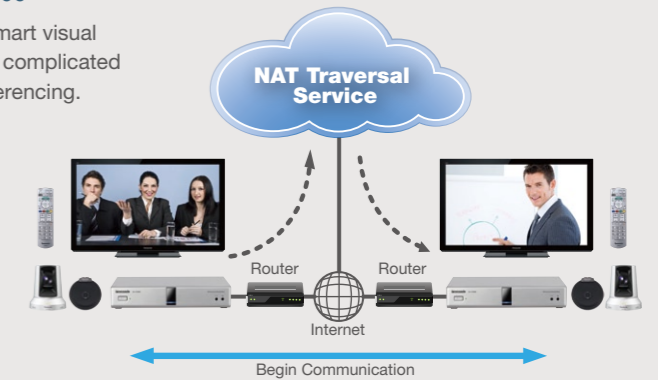 mart visual
complicated
erencing.
NAT Traversal
Service
Router
Router
Internet
Begin Communication